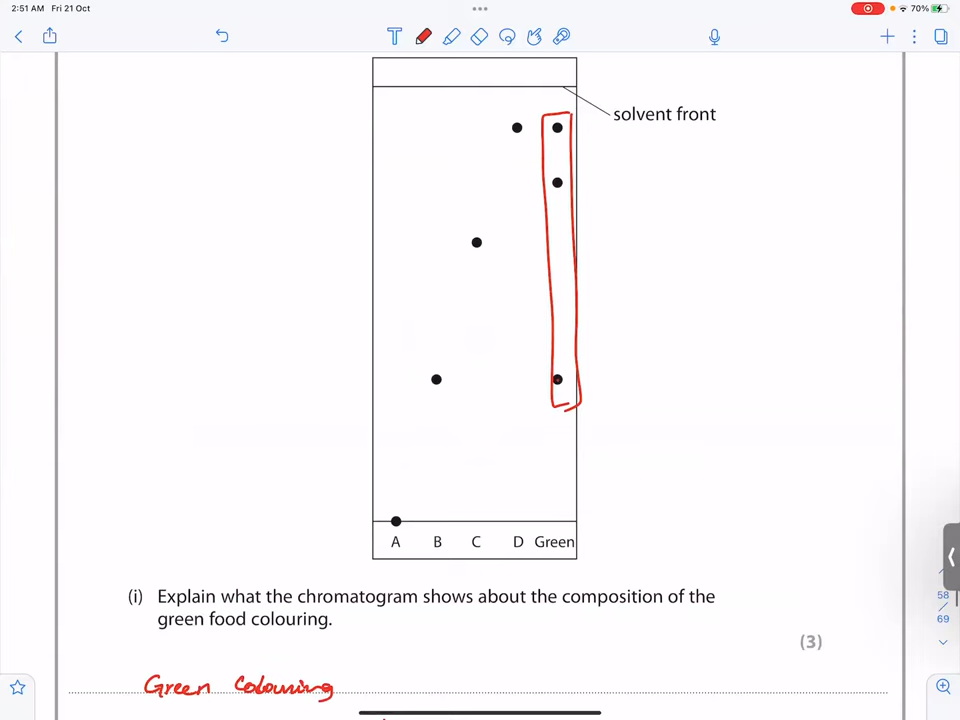 2:51 AM Fri 21 Oct
70%
T
solvent front
A B C D Green
(i) Explain what the chromatogram shows about the composition of the
green food colouring.
(3)
58
/
69
Green Colouring